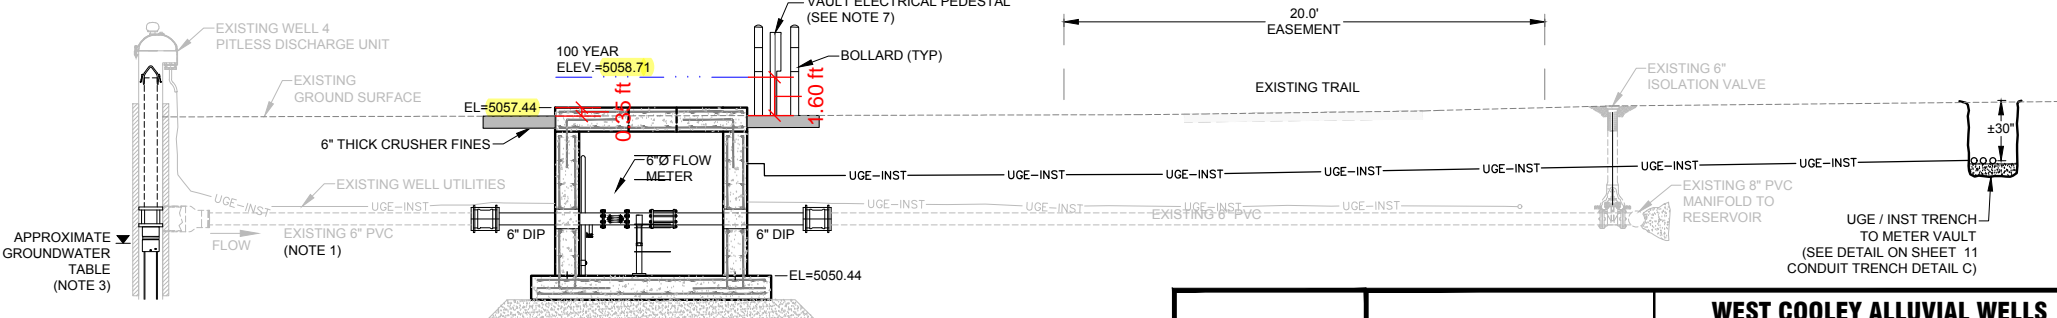 VAULT ELECTRICAL PEDESTAL
(SEE NOTE 7)
EXISTING WELL 4
PITLESS DISCHARGE UNIT
20.0'
EASEMENT
100 YEAR
ELEV.=5058.71
BOLLARD (TYP)
EXISTING
GROUND SURFACE
EXISTING TRAIL
EXISTING 6"
ISOLATION VALVE
EL=5057.44
0.35 ft
1.60 ft
6" THICK CRUSHER FINES
±30"
6"Ø FLOW
METER
UGE-INST UGE-INST UGE-INST UGE-INST UGE-INST UGE-INST UGE-INST
EXISTING WELL UTILITIES
UGE-INST UGE-INST UGE-INST UGE-INST UGE-INST UGE-INST
EXISTING 8" PVC
MANIFOLD TO
RESERVOIR
EXISTING 6" PVC
UGE / INST TRENCH
TO METER VAULT
(SEE DETAIL ON SHEET 11
CONDUIT TRENCH DETAIL C)
APPROXIMATE
GROUNDWATER
TABLE
(NOTE 3)
FLOW
EXISTING 6" PVC
(NOTE 1)
6" DIP
6" DIP
EL=5050.44
WEST COOLEY ALLUVIAL WELLS